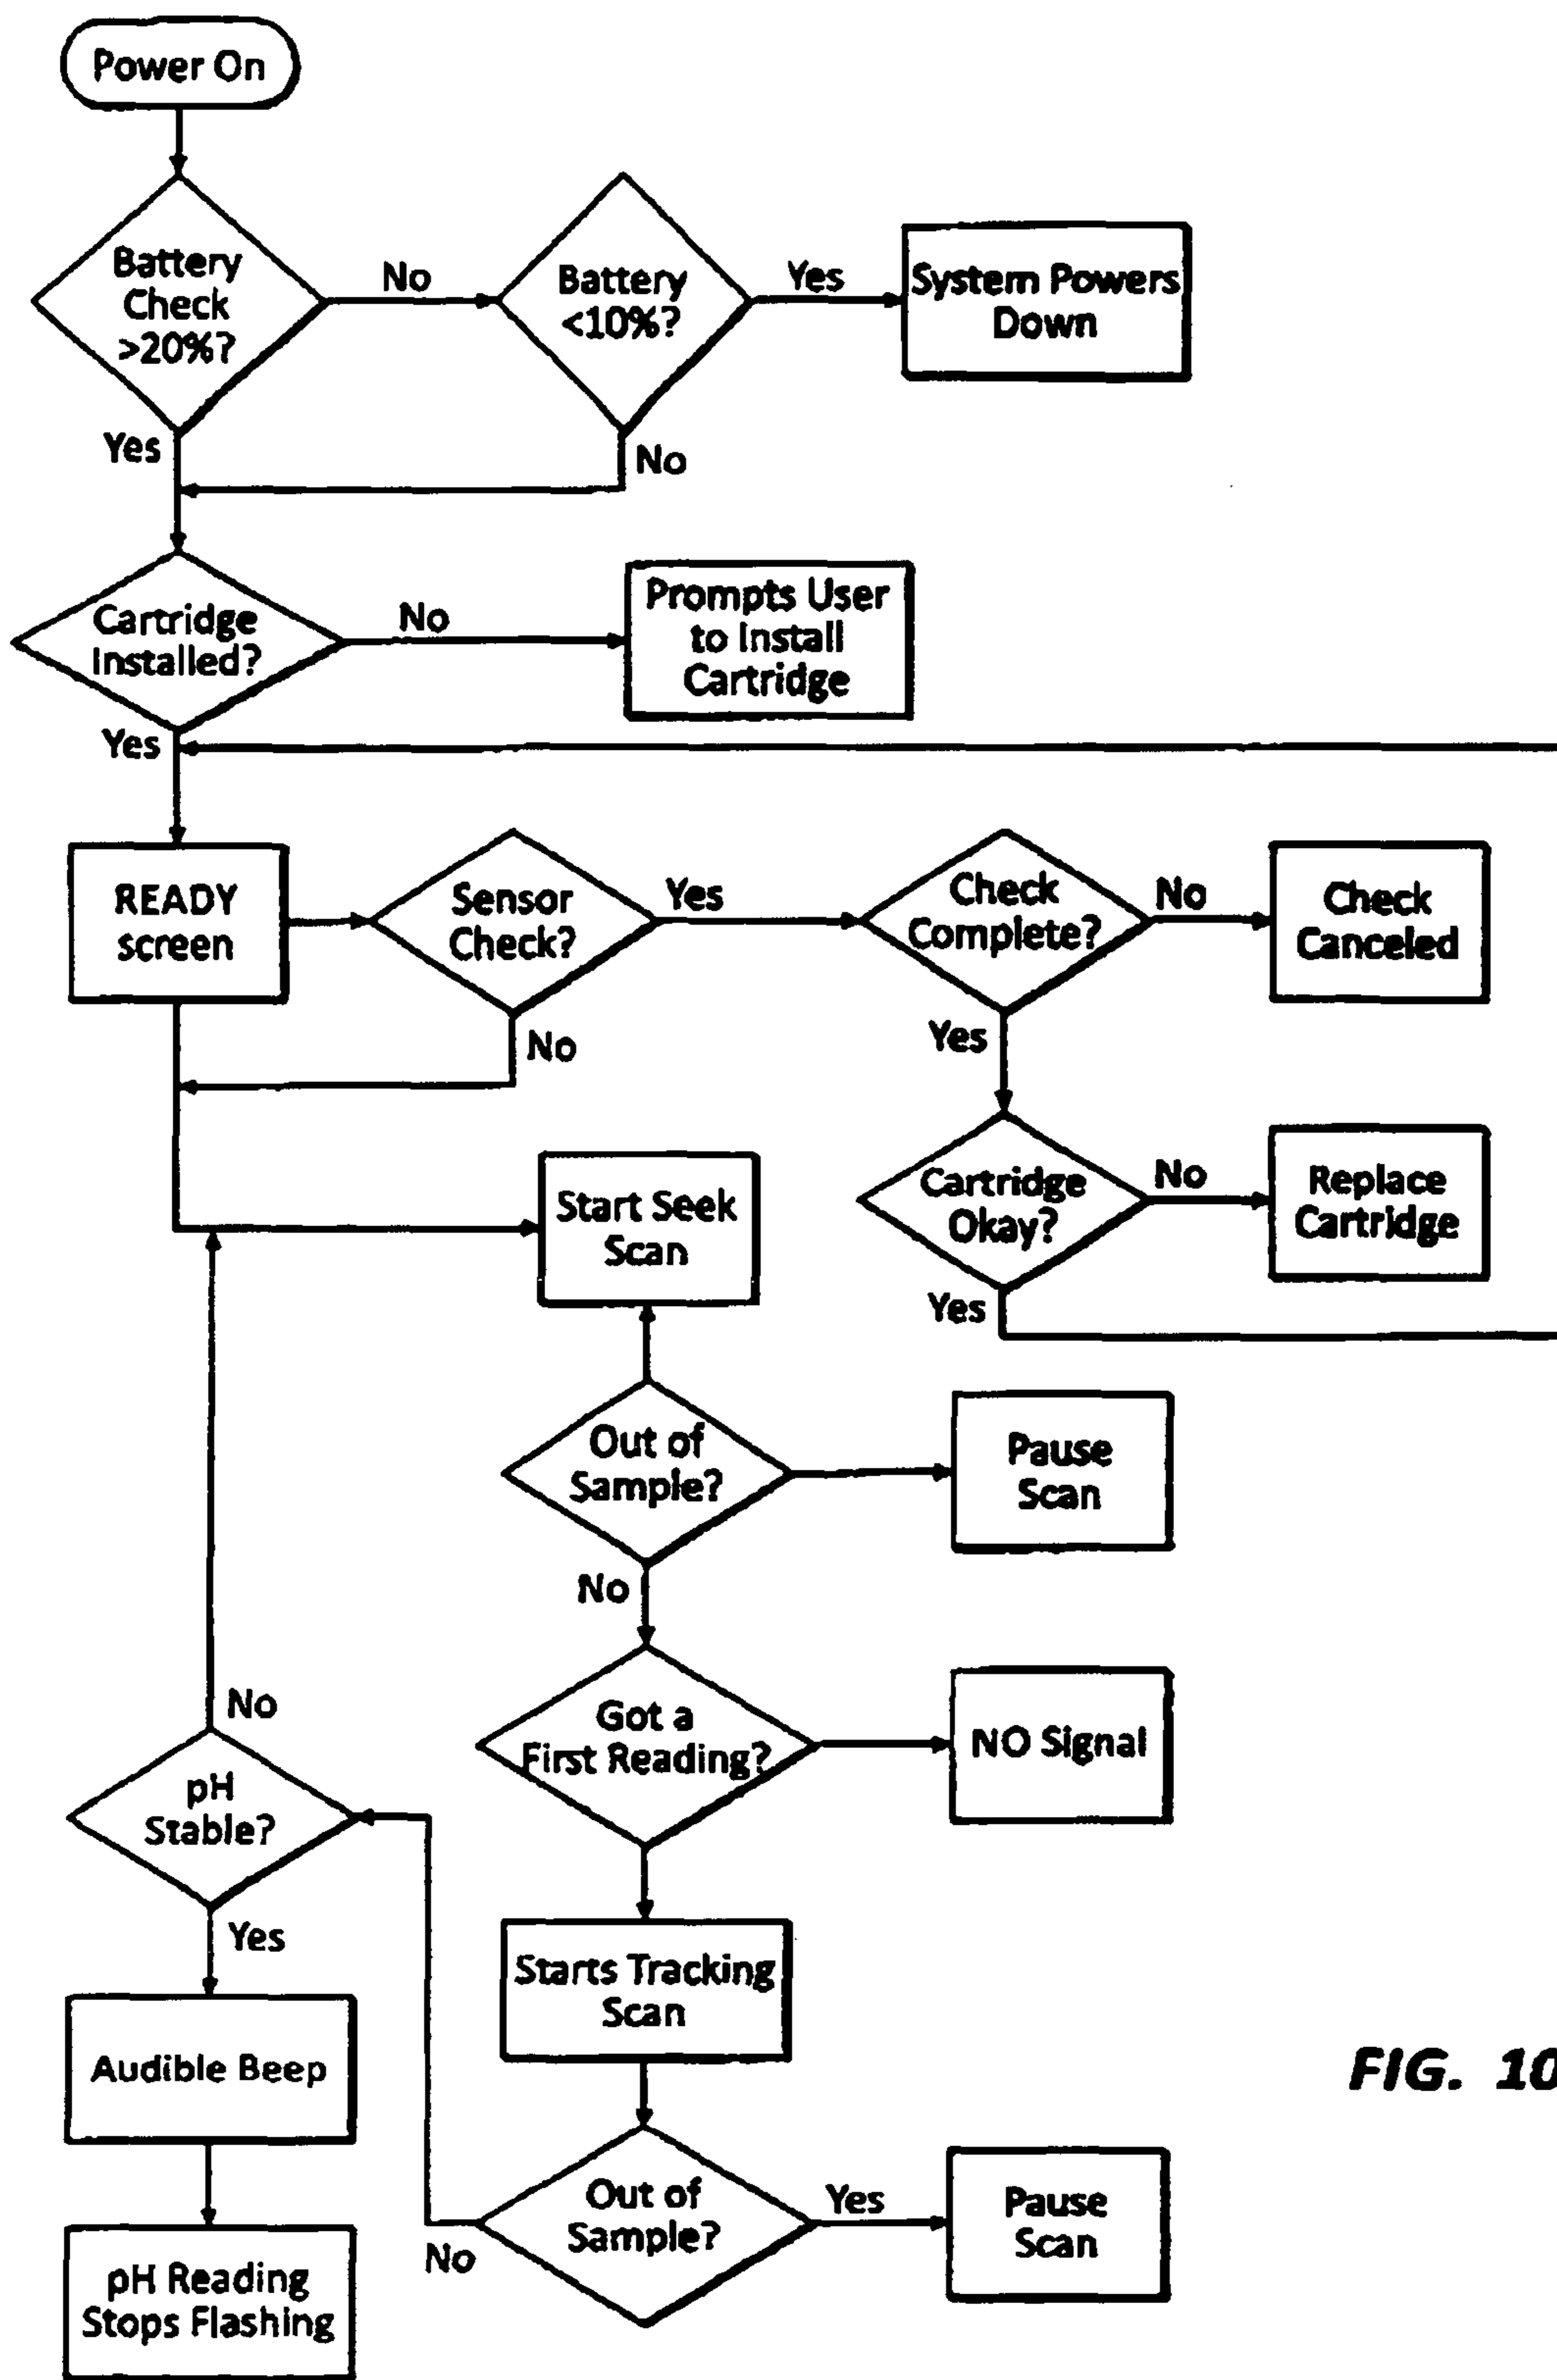 Power On
Battery
Check
>20%?
No
Battery
<10%?
Yes
System Powers
Down
Yes
No
Cartridge
Installed?
No
Prompts User
to Install
Cartridge
Yes
READY
screen
Sensor
Check?
Yes
Check
Complete?
No
Check
Canceled
No
Yes
Start Seek
Scan
Cartridge
Okay?
No
Replace
Cartridge
Yes
Out of
Sample?
Pause
Scan
No
Got a
First Reading?
NO Signal
No
pH
Stable?
Yes
Starts Tracking
Scan
Audible Beep
Out of
Sample?
Yes
Pause
Scan
No
pH Reading
Stops Flashing
FIG. 10